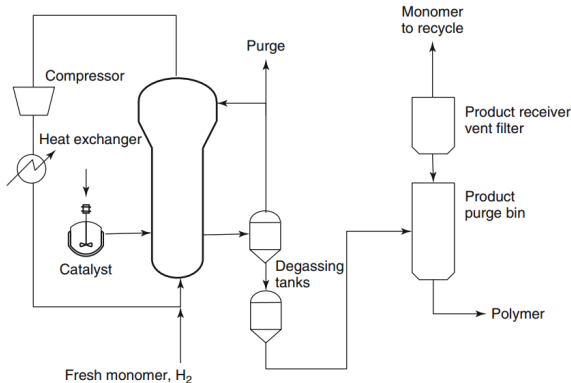 Monomer
to recycle
Purge
Compressor
Product receiver
vent filter
Heat exchanger
Product
purge bin
Catalyst
Degassing
tanks
Polymer
Fresh monomer, H₂